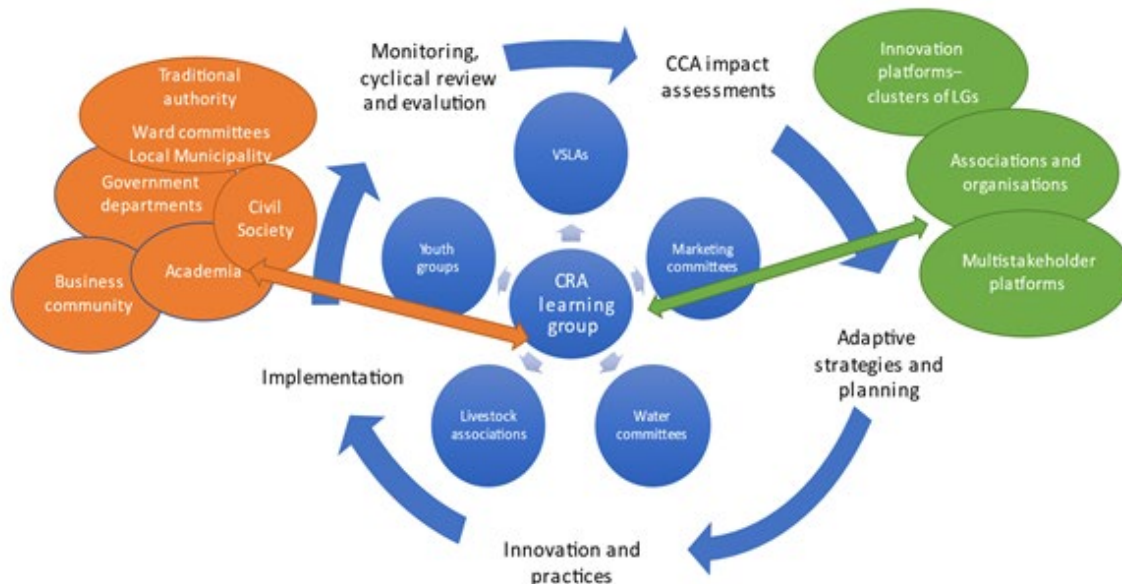 Traditional
authority
Ward committees
Local Municipality
Government
departments
Civil
Society
Business
community
Academia
Monitoring,
cyclical review
and evalution
CCA impact
assessments
Innovation
platforms–
clusters of LGs
Associations and
organisations
Multistakeholder
platforms
VSLAs
Youth
groups
Marketing
committees
CRA
learning
group
Livestock
associations
Water
committees
Implementation
Adaptive
strategies and
planning
Innovation and
practices